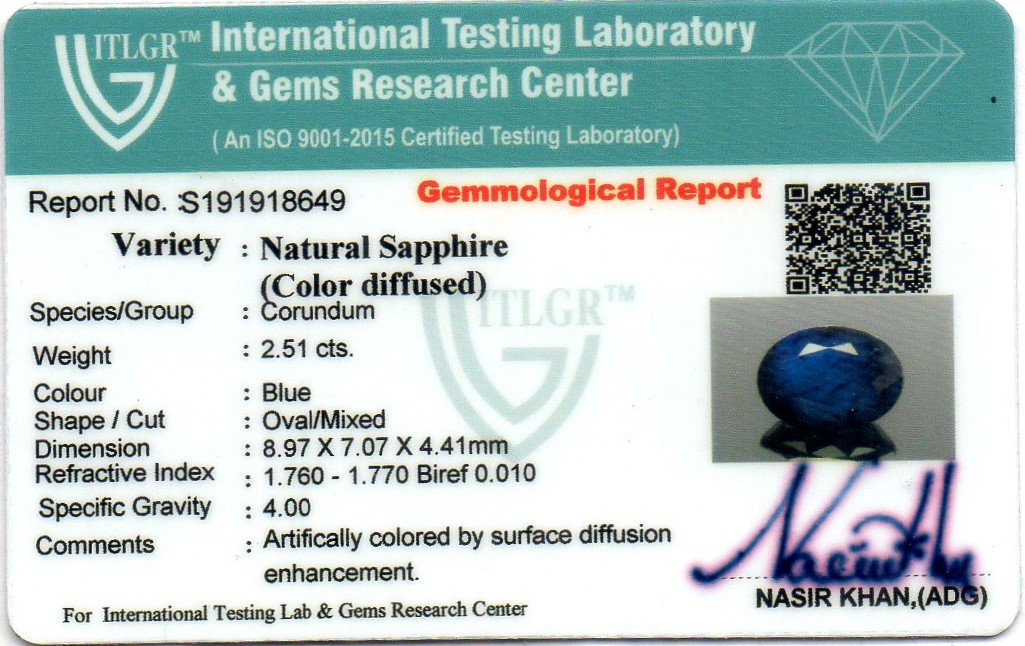 ITLGR™ International Testing Laboratory
& Gems Research Center
( An ISO 9001-2015 Certified Testing Laboratory)
Gemmological Report
Report No. :S191918649
Variety : Natural Sapphire
(Color diffused)
Species/Group : Corundum
Weight : 2.51 cts.
Colour : Blue
Shape / Cut : Oval/Mixed
Dimension : 8.97 X 7.07 X 4.41mm
Refractive Index : 1.760 - 1.770 Biref 0.010
Specific Gravity : 4.00
Comments : Artifically colored by surface diffusion
enhancement.
ITLGR™
NASIR KHAN,(ADG)
For International Testing Lab & Gems Research Center